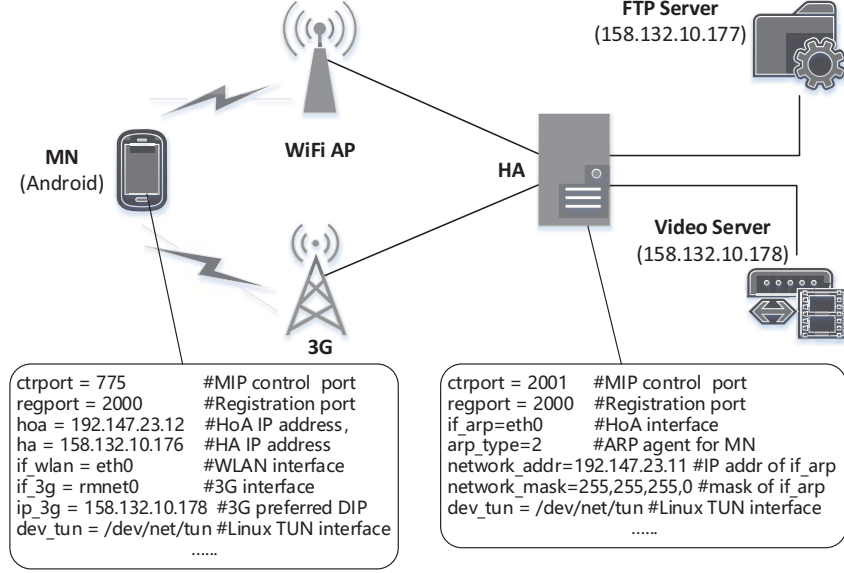 FTP Server
(158.132.10.177)
WiFi AP
MN
(Android)
HA
Video Server
(158.132.10.178)
3G
ctrport = 775 #MIP control port
regport = 2000 #Registration port
hoa = 192.147.23.12 #HoA IP address,
ha = 158.132.10.176 #HA IP address
if_wlan = eth0 #WLAN interface
if_3g = rmnet0 #3G interface
ip_3g = 158.132.10.178 #3G preferred DIP
dev_tun = /dev/net/tun #Linux TUN interface
......
ctrport = 2001 #MIP control port
regport = 2000 #Registration port
if_arp=eth0 #HoA interface
arp_type=2 #ARP agent for MN
network_addr=192.147.23.11 #IP addr of if_arp
network_mask=255,255,255,0 #mask of if_arp
dev_tun = /dev/net/tun #Linux TUN interface
......